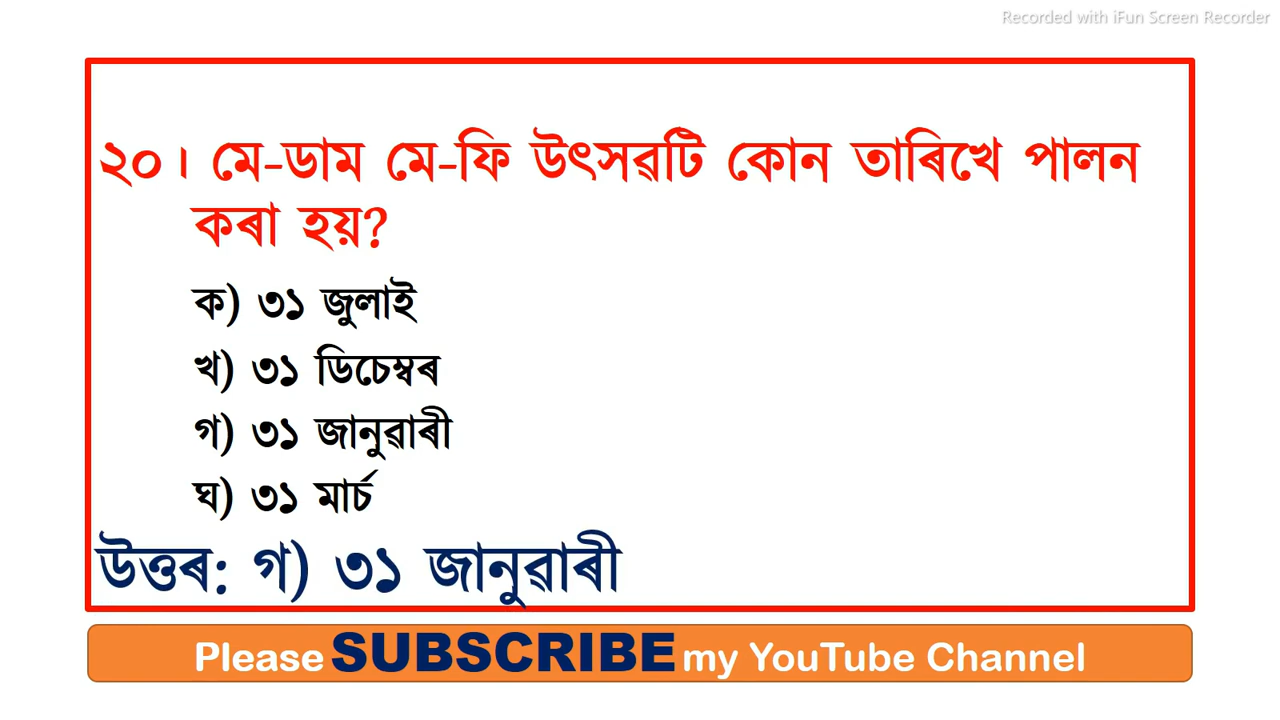 Recorded with iFun Screen Recorder
২০। মে-ডাম মে-ফি উৎসৱটি কোন তাৰিখে পালন
কৰা হয়?
ক) ৩১ জুলাই
খ) ৩১ ডিচেম্বৰ
গ) ৩১ জানুৱাৰী
ঘ) ৩১ মাৰ্চ
উত্তৰ: গ) ৩১ জানুৱাৰী
Please SUBSCRIBE my YouTube Channel